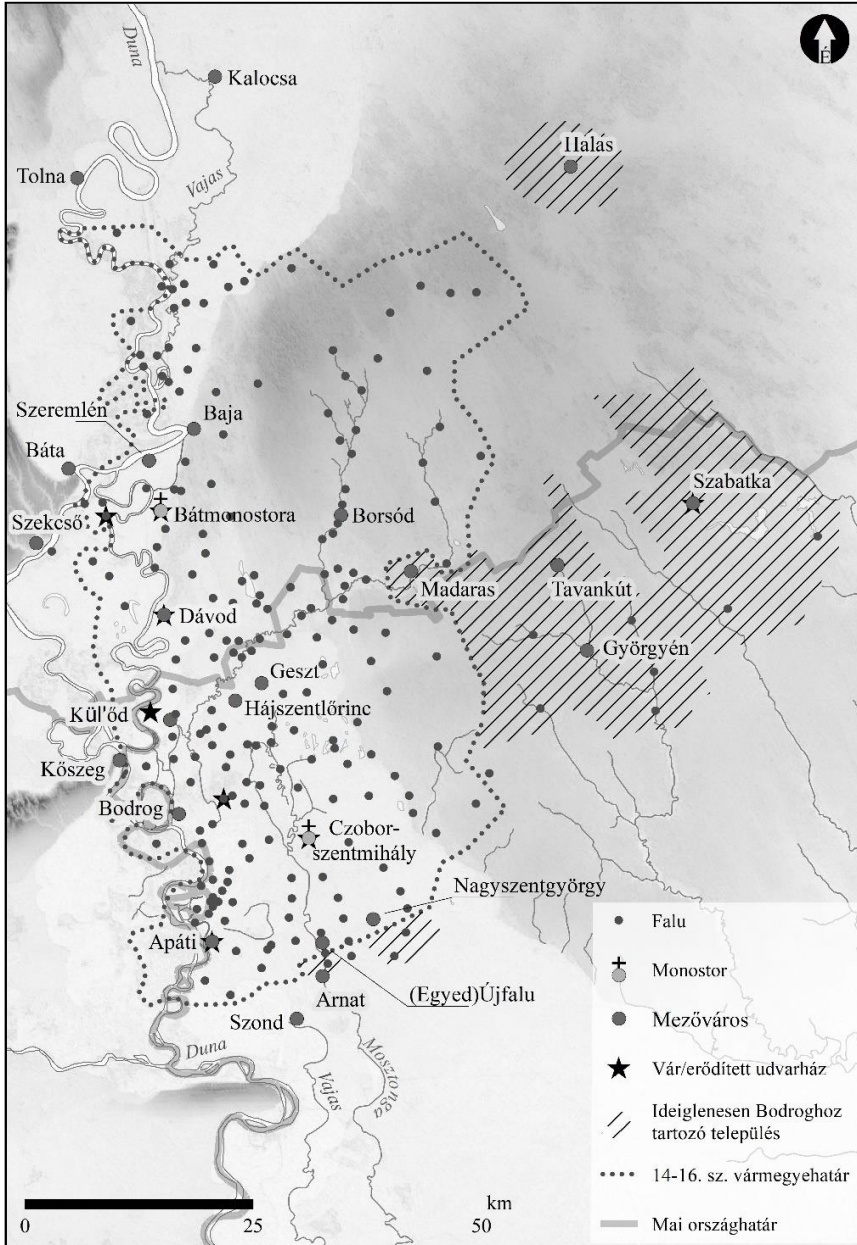 Duna
É
Kalocsa
Halas
Tolna
Vajas
Szeremlén
Baja
Báta
Szabatka
Szekcső
Bátmonostora
Borsód
Madaras
Tavankút
Dávod
Györgyén
Geszt
Hájszentlőrinc
Kül'őd
Kőszeg
Bodrog
Czobor-
szentmihály
Nagyszentgyörgy
Apáti
(Egyed)Újfalu
Arnat
Szond
Duna
Vajas
Mosztonga
Falu
Monostor
Mezőváros
Vár/erődített udvarház
Ideiglenesen Bodroghoz
tartozó település
14-16. sz. vármegyehatár
Mai országhatár
km
0 25 50